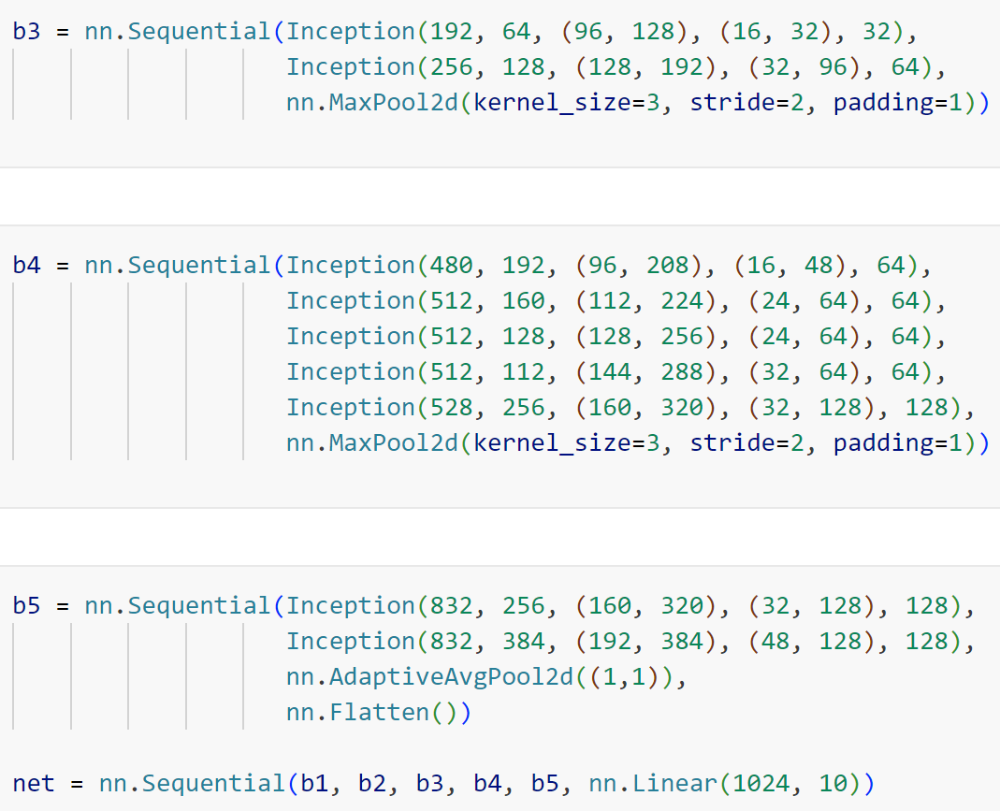 b3 = nn.Sequential(Inception(192, 64, (96, 128), (16, 32), 32),
Inception(256, 128, (128, 192), (32, 96), 64),
nn.MaxPool2d(kernel_size=3, stride=2, padding=1))
b4 = nn.Sequential(Inception(480, 192, (96, 208), (16, 48), 64),
Inception(512, 160, (112, 224), (24, 64), 64),
Inception(512, 128, (128, 256), (24, 64), 64),
Inception(512, 112, (144, 288), (32, 64), 64),
Inception(528, 256, (160, 320), (32, 128), 128),
nn.MaxPool2d(kernel_size=3, stride=2, padding=1))
b5 = nn.Sequential(Inception(832, 256, (160, 320), (32, 128), 128),
Inception(832, 384, (192, 384), (48, 128), 128),
nn.AdaptiveAvgPool2d((1,1)),
nn.Flatten())
net = nn.Sequential(b1, b2, b3, b4, b5, nn.Linear(1024, 10))